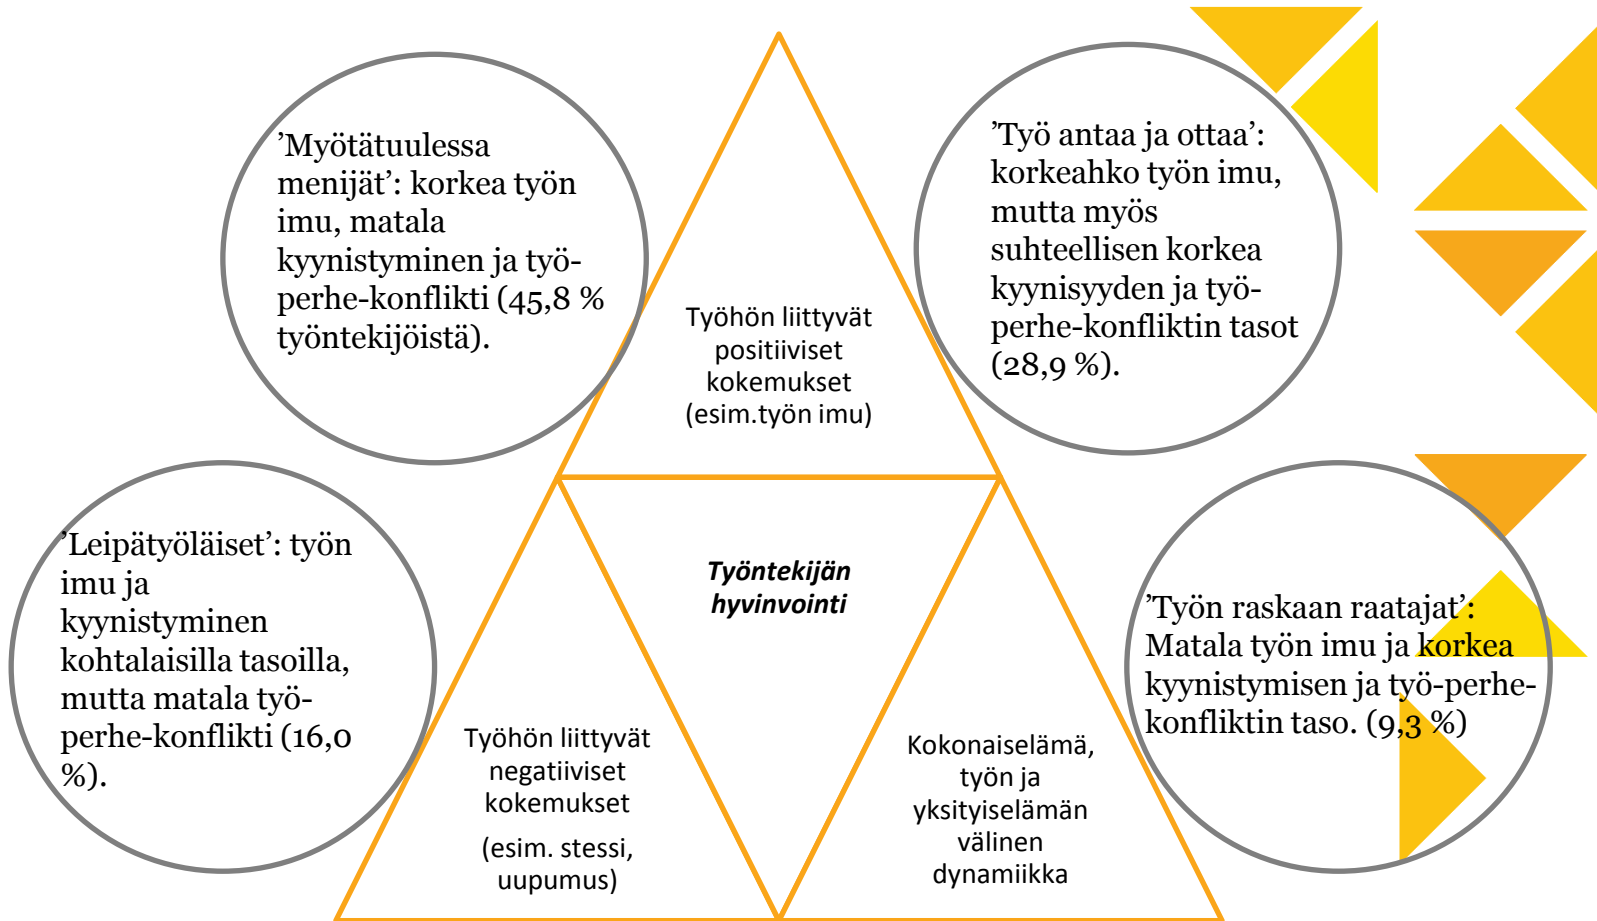 ’Myötätuulessa
menijät’: korkea työn
imu, matala
kyynistyminen ja työ-
perhe-konflikti (45,8 %
työntekijöistä).
’Työ antaa ja ottaa’:
korkeahko työn imu,
mutta myös
suhteellisen korkea
kyynisyyden ja työ-
perhe-konfliktin tasot
(28,9 %).
Työhön liittyvät
positiiviset
kokemukset
(esim.työn imu)
’Leipätyöläiset’: työn
imu ja
kyynistyminen
kohtalaisilla tasoilla,
mutta matala työ-
perhe-konflikti (16,0
%).
Työntekijän
hyvinvointi
’Työn raskaan raatajat’:
Matala työn imu ja korkea
kyynistymisen ja työ-perhe-
konfliktin taso. (9,3 %)
Työhön liittyvät
negatiiviset
kokemukset
(esim. stessi,
uupumus)
Kokonaiselämä,
työn ja
yksityiselämän
välinen
dynamiikka